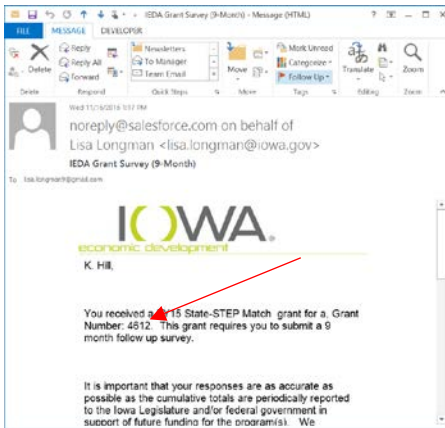 IEDA Grant Survey (9-Month) - Message (HTML)
FILE MESSAGE DEVELOPER
Delete
Reply
Reply All
Forward
Newsletters
To Manager
Team Email
Move
Mark Unread
Categorize
Follow Up
Translate
Zoom
Delete Respond Quick Steps Move Tags Editing Zoom
Wed 11/16/2016 PM
noreply@salesforce.com on behalf of
Lisa Longman <lisa.longman@iowa.gov>
IEDA Grant Survey (9-Month)
To
IOWA
economic development
K. Hill,
You received a 15 State-STEP Match grant for a, Grant
Number: 4612. This grant requires you to submit a 9
month follow up survey.
It is important that your responses are as accurate as
possible as the cumulative totals are periodically reported
to the Iowa Legislature and/or federal government in
support of future funding for the program(s). We